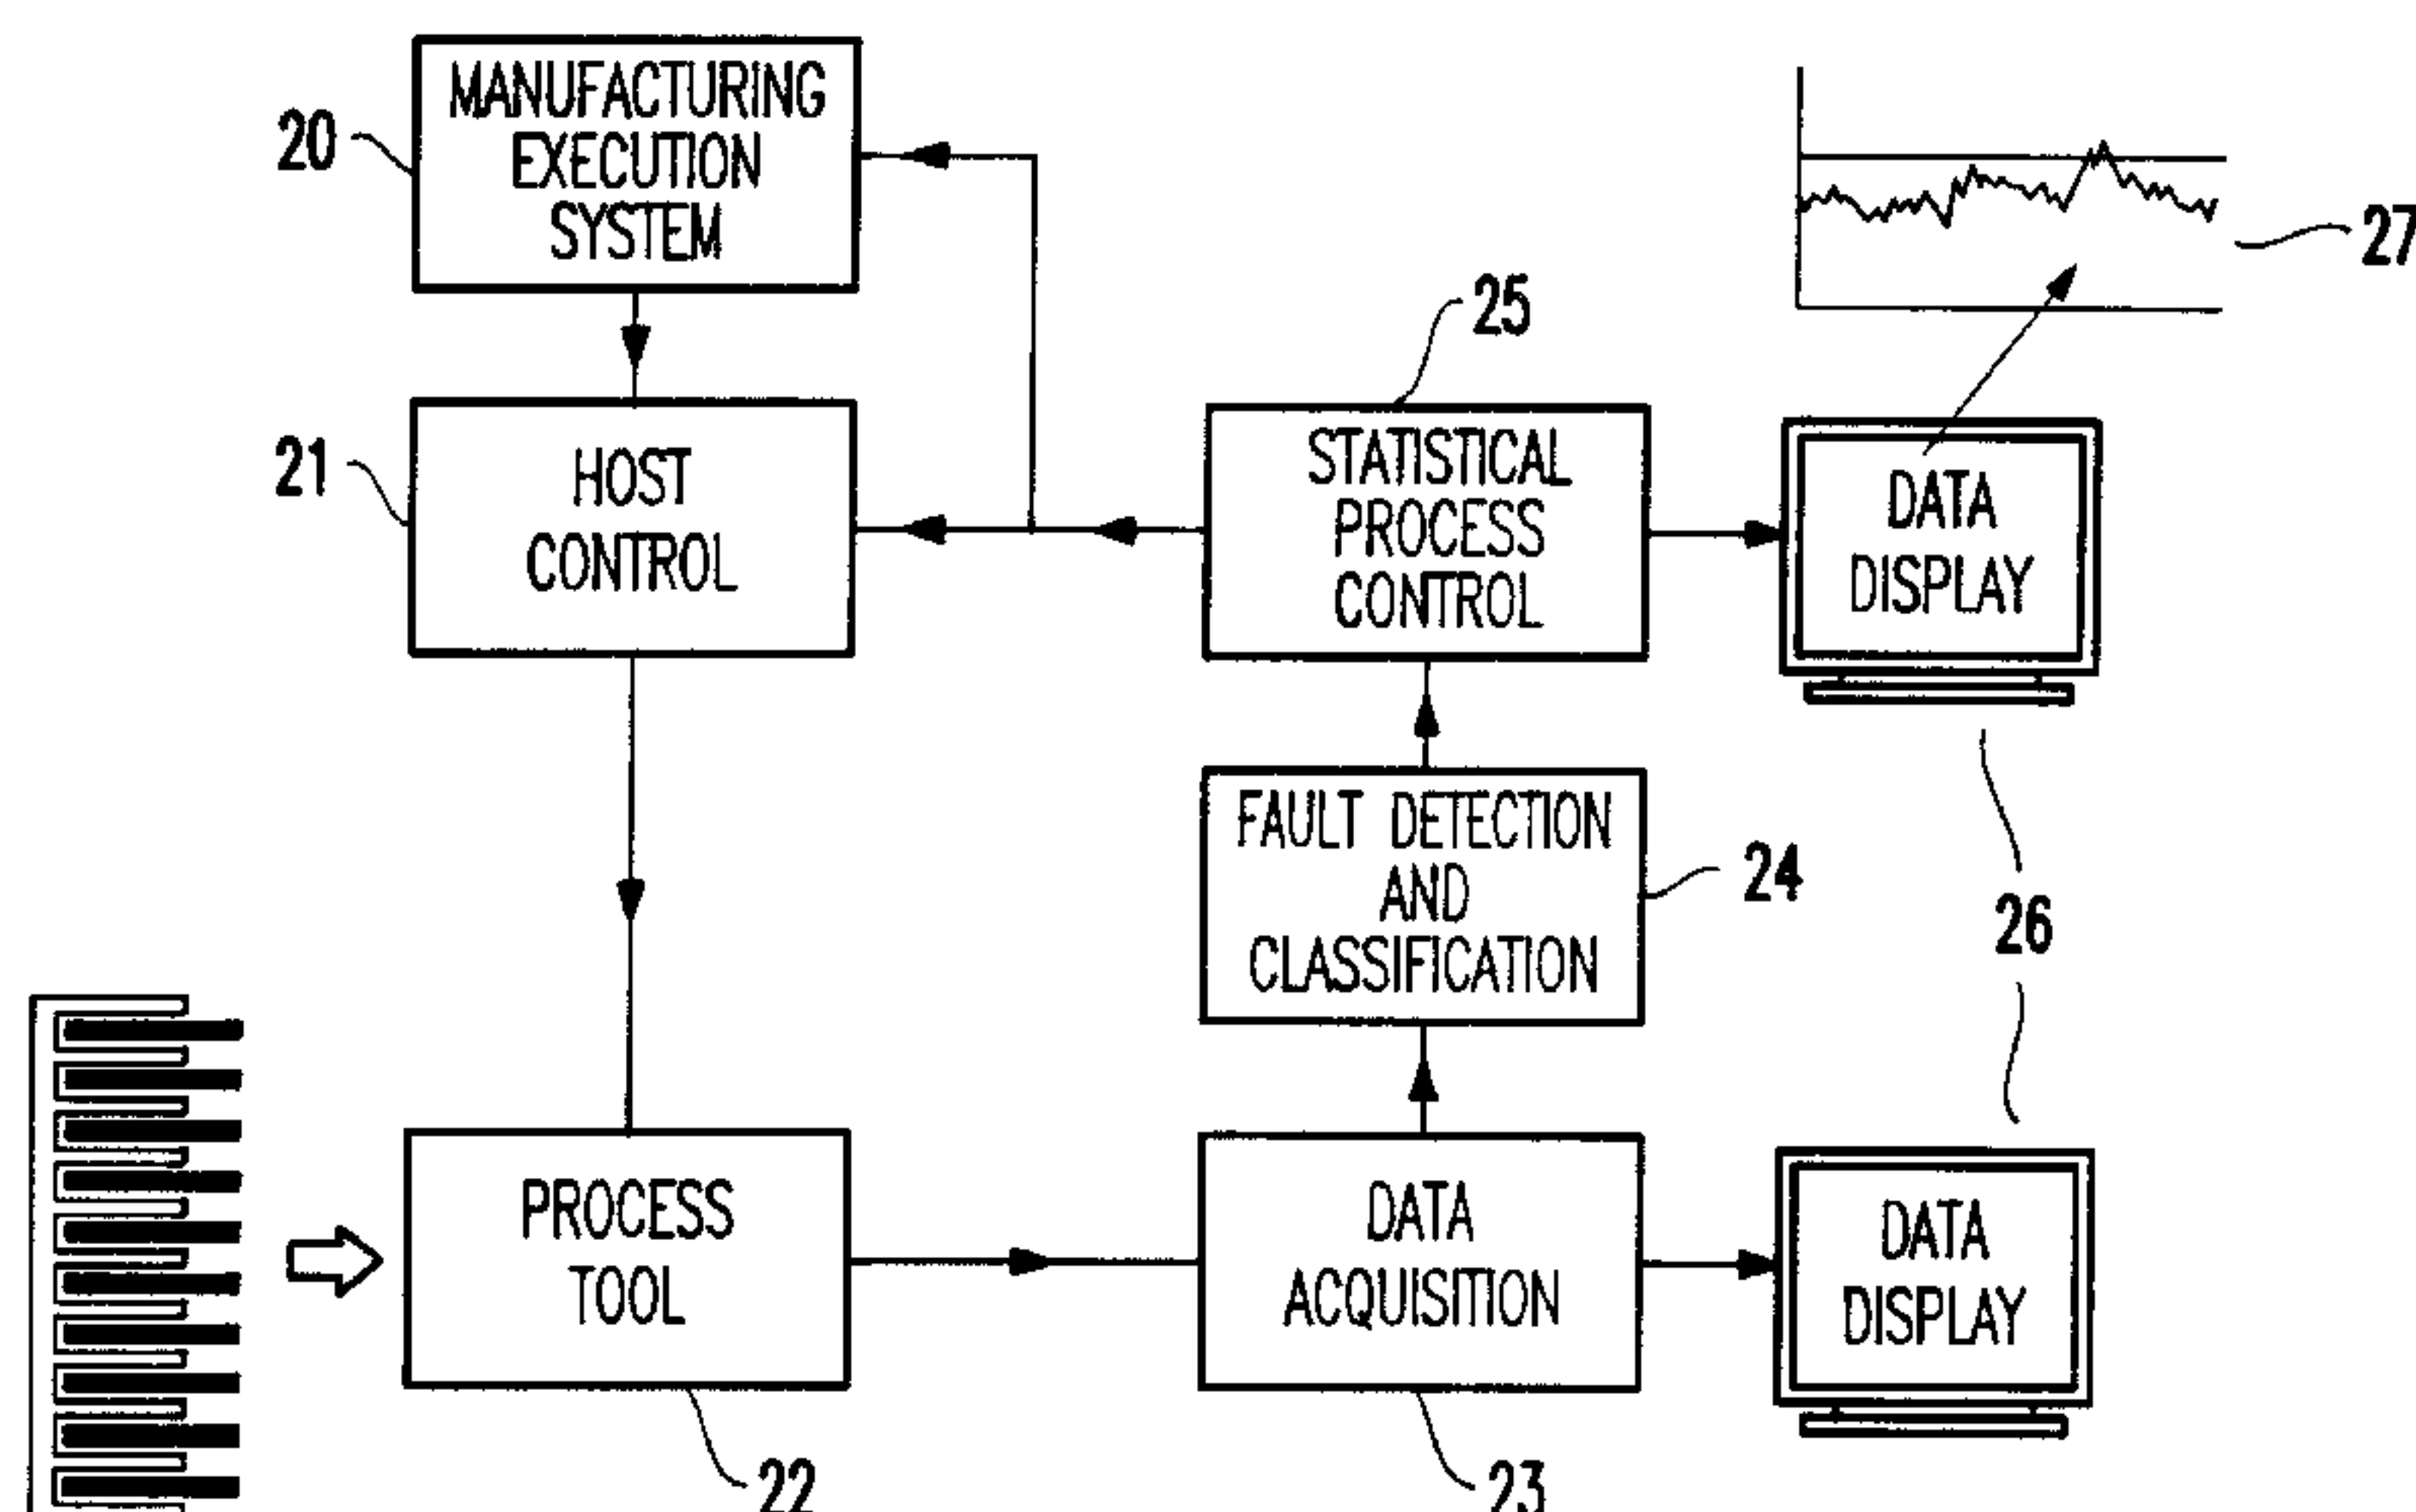 20
MANUFACTURING
EXECUTION
SYSTEM
27
25
21
HOST
CONTROL
STATISTICAL
PROCESS
CONTROL
DATA
DISPLAY
FAULT DETECTION
AND
CLASSIFICATION
24
26
PROCESS
TOOL
DATA
ACQUISITION
DATA
DISPLAY
22
23